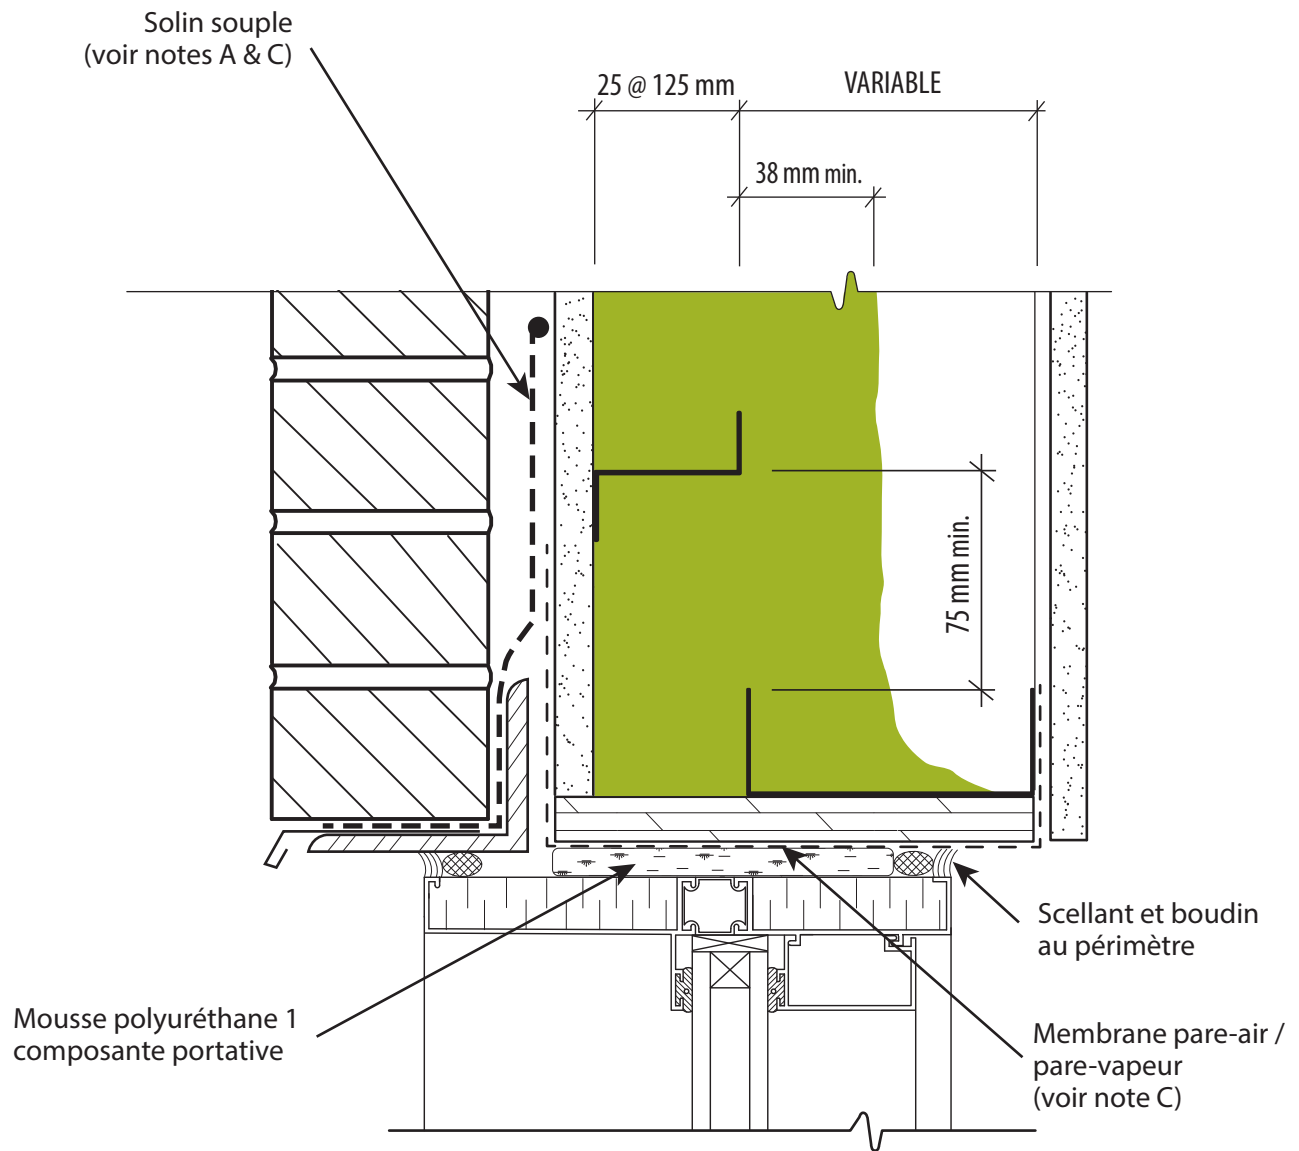 Solin souple
(voir notes A & C)
25 @ 125 mm
VARIABLE
38 mm min.
75 mm min.
Scellant et boudin
au périmètre
Mousse polyuréthane 1
composante portative
Membrane pare-air /
pare-vapeur
(voir note C)